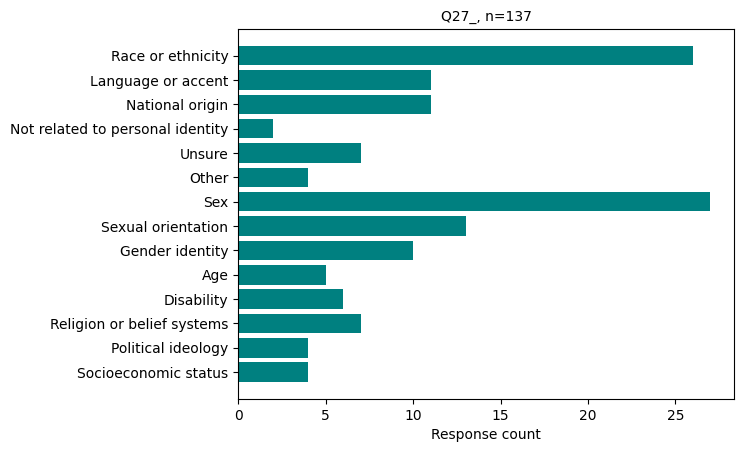 Q27_, n=137
Race or ethnicity
Language or accent
National origin
Not related to personal identity
Unsure
Other
Sex
Sexual orientation
Gender identity
Age
Disability
Religion or belief systems
Political ideology
Socioeconomic status
0 5 10 15 20 25
Response count